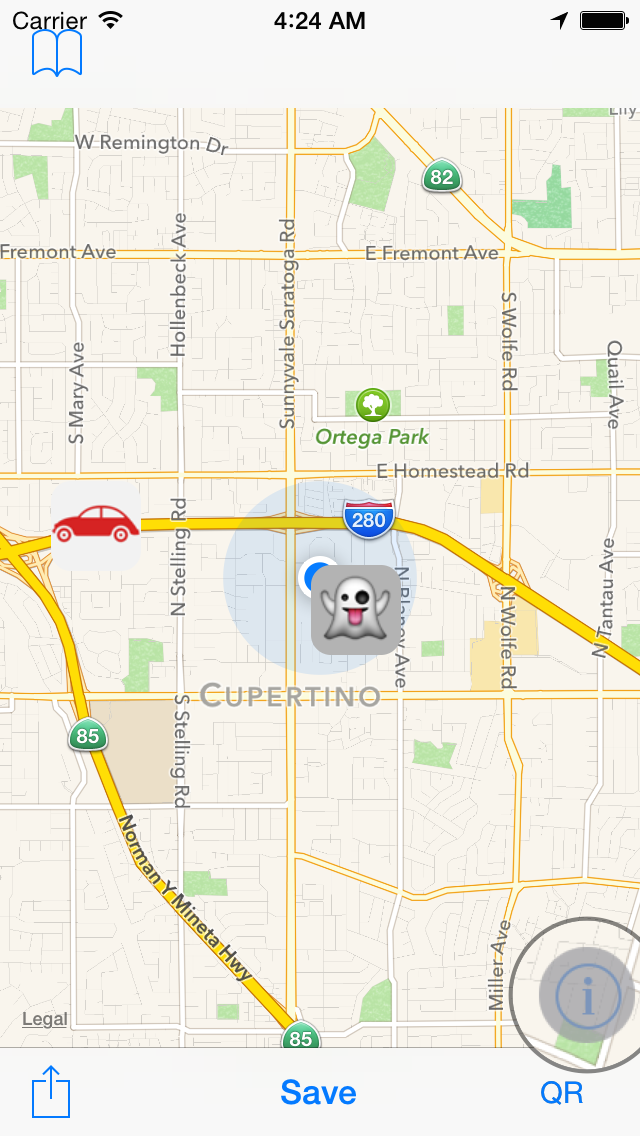 Carrier
4:24 AM
Lily
W Remington Dr
82
Fremont Ave
E Fremont Ave
Hollenbeck Ave
Sunnyvale Saratoga Rd
S Wolfe Rd
S Mary Ave
Quail Ave
Ortega Park
E Homestead Rd
280
N Stelling Rd
N Blaney Ave
N Wolfe Rd
N Tantau Ave
CUPERTINO
85
S Stelling Rd
Norman Y Mineta Hwy
Miller Ave
i
Legal
85
Save
QR